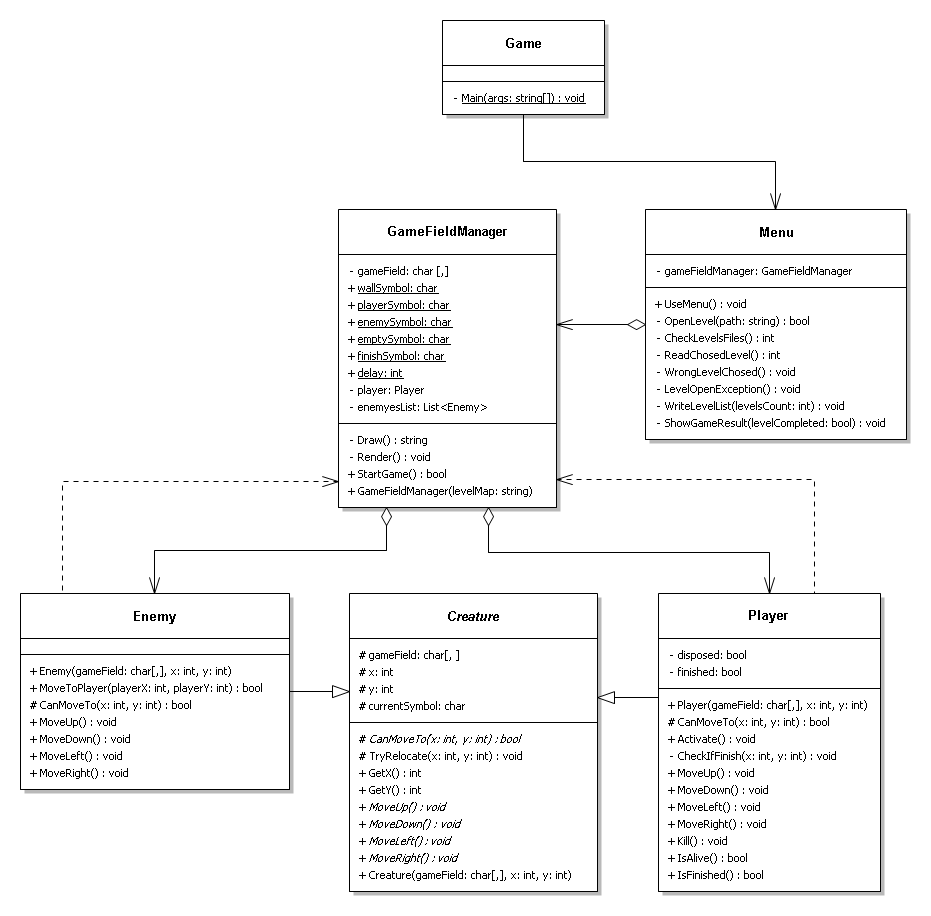 Game
- Main(args: string[]) : void
GameFieldManager
- gameField: char [,]
+ wallSymbol: char
+ playerSymbol: char
+ enemySymbol: char
+ emptySymbol: char
+ finishSymbol: char
+ delay: int
- player: Player
- enemyesList: List<Enemy>
- Draw() : string
- Render() : void
+ StartGame() : bool
+ GameFieldManager(levelMap: string)
Menu
- gameFieldManager: GameFieldManager
+ UseMenu() : void
- OpenLevel(path: string) : bool
- CheckLevelsFiles() : int
- ReadChosedLevel() : int
- WrongLevelChosed() : void
- LevelOpenException() : void
- WriteLevelList(levelsCount: int) : void
- ShowGameResult(levelCompleted: bool) : void
Enemy
+ Enemy(gameField: char[,], x: int, y: int)
+ MoveToPlayer(playerX: int, playerY: int) : bool
# CanMoveTo(x: int, y: int) : bool
+ MoveUp() : void
+ MoveDown() : void
+ MoveLeft() : void
+ MoveRight() : void
Creature
# gameField: char[, ]
# x: int
# y: int
# currentSymbol: char
# CanMoveTo(x: int, y: int) : bool
# TryRelocate(x: int, y: int) : void
+ GetX() : int
+ GetY() : int
+ MoveUp() : void
+ MoveDown() : void
+ MoveLeft() : void
+ MoveRight() : void
+ Creature(gameField: char[,], x: int, y: int)
Player
- disposed: bool
- finished: bool
+ Player(gameField: char[,], x: int, y: int)
# CanMoveTo(x: int, y: int) : bool
+ Activate() : void
- CheckIfFinish(x: int, y: int) : void
+ MoveUp() : void
+ MoveDown() : void
+ MoveLeft() : void
+ MoveRight() : void
+ Kill() : void
+ IsAlive() : bool
+ IsFinished() : bool